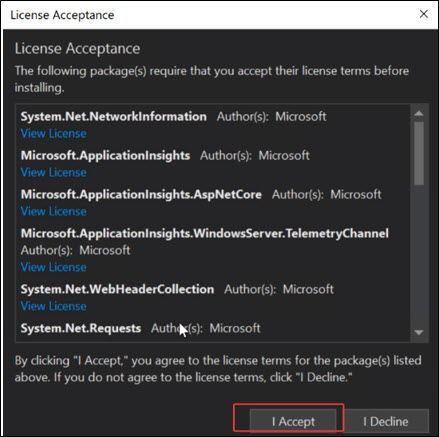 License Acceptance
License Acceptance
The following package(s) require that you accept their license terms before
installing.
System.Net.NetworkInformation Author(s): Microsoft
View License
Microsoft.ApplicationInsights Author(s): Microsoft
View License
Microsoft.ApplicationInsights.AspNetCore Author(s): Microsoft
View License
Microsoft.ApplicationInsights.WindowsServer.TelemetryChannel
Author(s): Microsoft
View License
System.Net.WebHeaderCollection Author(s): Microsoft
View License
System.Net.Requests Author(s): Microsoft
By clicking "I Accept," you agree to the license terms for the package(s) listed
above. If you do not agree to the license terms, click "I Decline."
I Accept I Decline